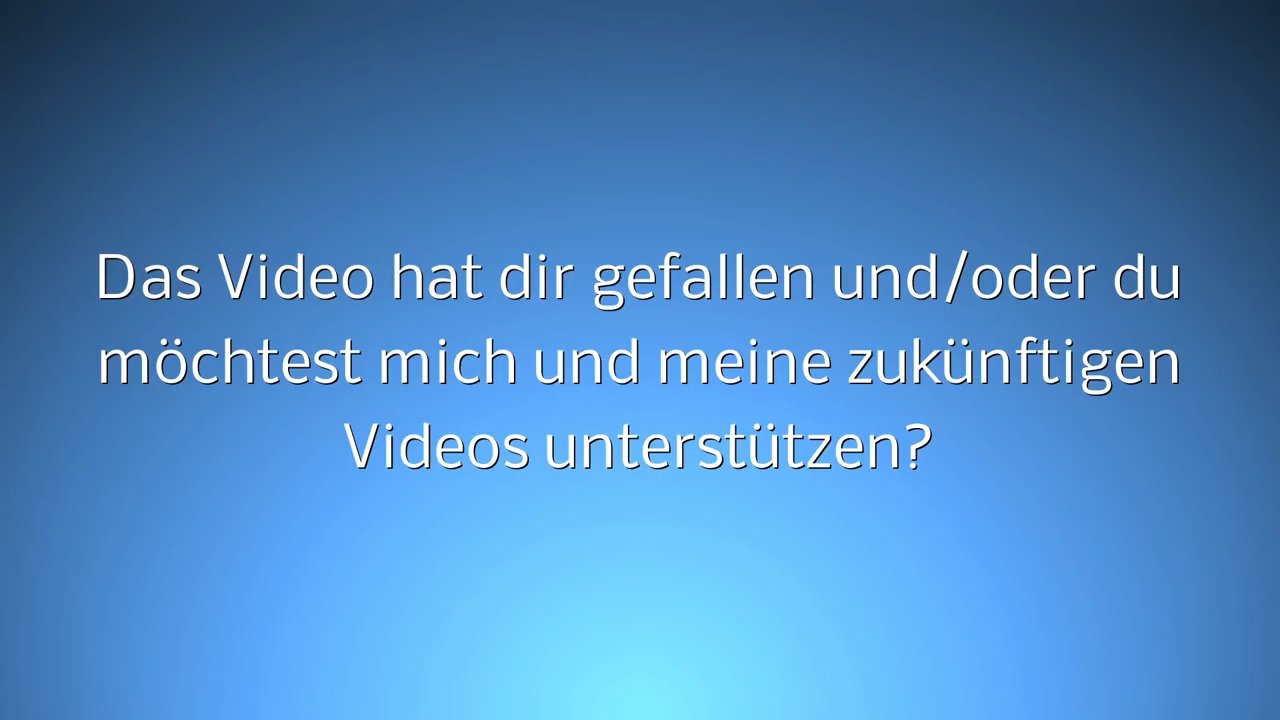 Das Video hat dir gefallen und/oder du
möchtest mich und meine zukünftigen
Videos unterstützen?